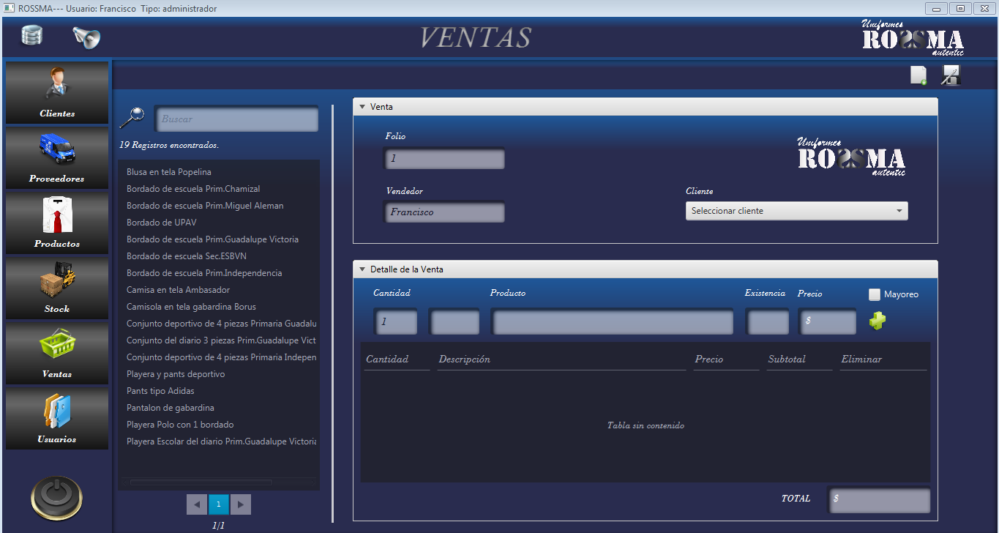 ROSSMA--- Usuario: Francisco Tipo: administrador
VENTAS
Uniformes
ROSSMA
autentic
Clientes
Proveedores
Productos
Stock
Ventas
Usuarios
Buscar
19 Registros encontrados.
Blusa en tela Popelina
Bordado de escuela Prim.Chamizal
Bordado de escuela Prim.Miguel Aleman
Bordado de UPAV
Bordado de escuela Prim.Guadalupe Victoria
Bordado de escuela Sec.ESBVN
Bordado de escuela Prim.Independencia
Camisa en tela Ambasador
Camisola en tela gabardina Borus
Conjunto deportivo de 4 piezas Primaria Guadalu
Conjunto del diario 3 piezas Prim.Guadalupe Vict
Conjunto deportivo de 4 piezas Primaria Indepen
Playera y pants deportivo
Pants tipo Adidas
Pantalon de gabardina
Playera Polo con 1 bordado
Playera Escolar del diario Prim.Guadalupe Victoria
1
1/1
Venta
Folio
1
Uniformes
ROSSMA
autentic
Vendedor
Francisco
Cliente
Seleccionar cliente
Detalle de la Venta
Cantidad Producto Existencia Precio Mayoreo
1 $
Cantidad Descripción Precio Subtotal Eliminar
Tabla sin contenido
TOTAL $